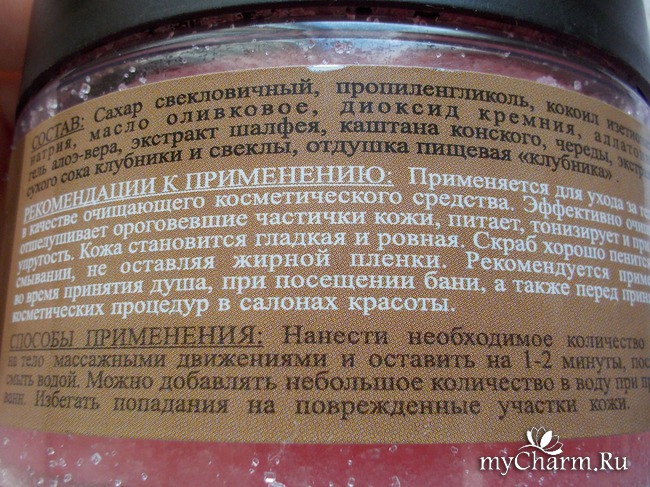 СОСТАВ: Сахар свекловичный, пропиленгликоль, кокоил изетио
натрия, масло оливковое, диоксид кремния, аллато
гель алоэ-вера, экстракт шалфея, каштана конского, череды, экстр
сухого сока клубники и свеклы, отдушка пищевая «клубника»
РЕКОМЕНДАЦИИ К ПРИМЕНЕНИЮ: Применяется для ухода за те
в качестве очищающего косметического средства. Эффективно очищ
отшелушивает ороговевшие частички кожи, питает, тонизирует и при
упругость. Кожа становится гладкая и ровная. Скраб хорошо пенится
смывании, не оставляя жирной пленки. Рекомендуется приме
во время принятия душа, при посещении бани, а также перед прин
косметических процедур в салонах красоты.
СПОСОБЫ ПРИМЕНЕНИЯ: Нанести необходимое количество
на тело массажными движениями и оставить на 1-2 минуты, пос
смыть водой. Можно добавлять небольшое количество в воду при пр
ванн. Избегать попадания на поврежденные участки кожи.
myCharm.Ru